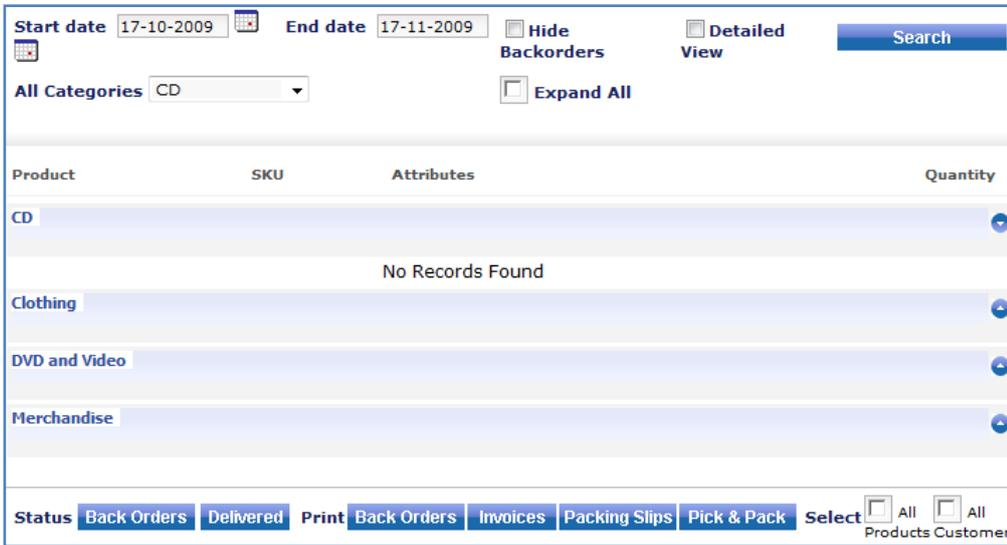 Start date 17-10-2009 End date 17-11-2009 Hide Backorders Detailed View Search
All Categories CD Expand All
Product SKU Attributes Quantity
CD
No Records Found
Clothing
DVD and Video
Merchandise
Status Back Orders Delivered Print Back Orders Invoices Packing Slips Pick & Pack Select All Products All Customer